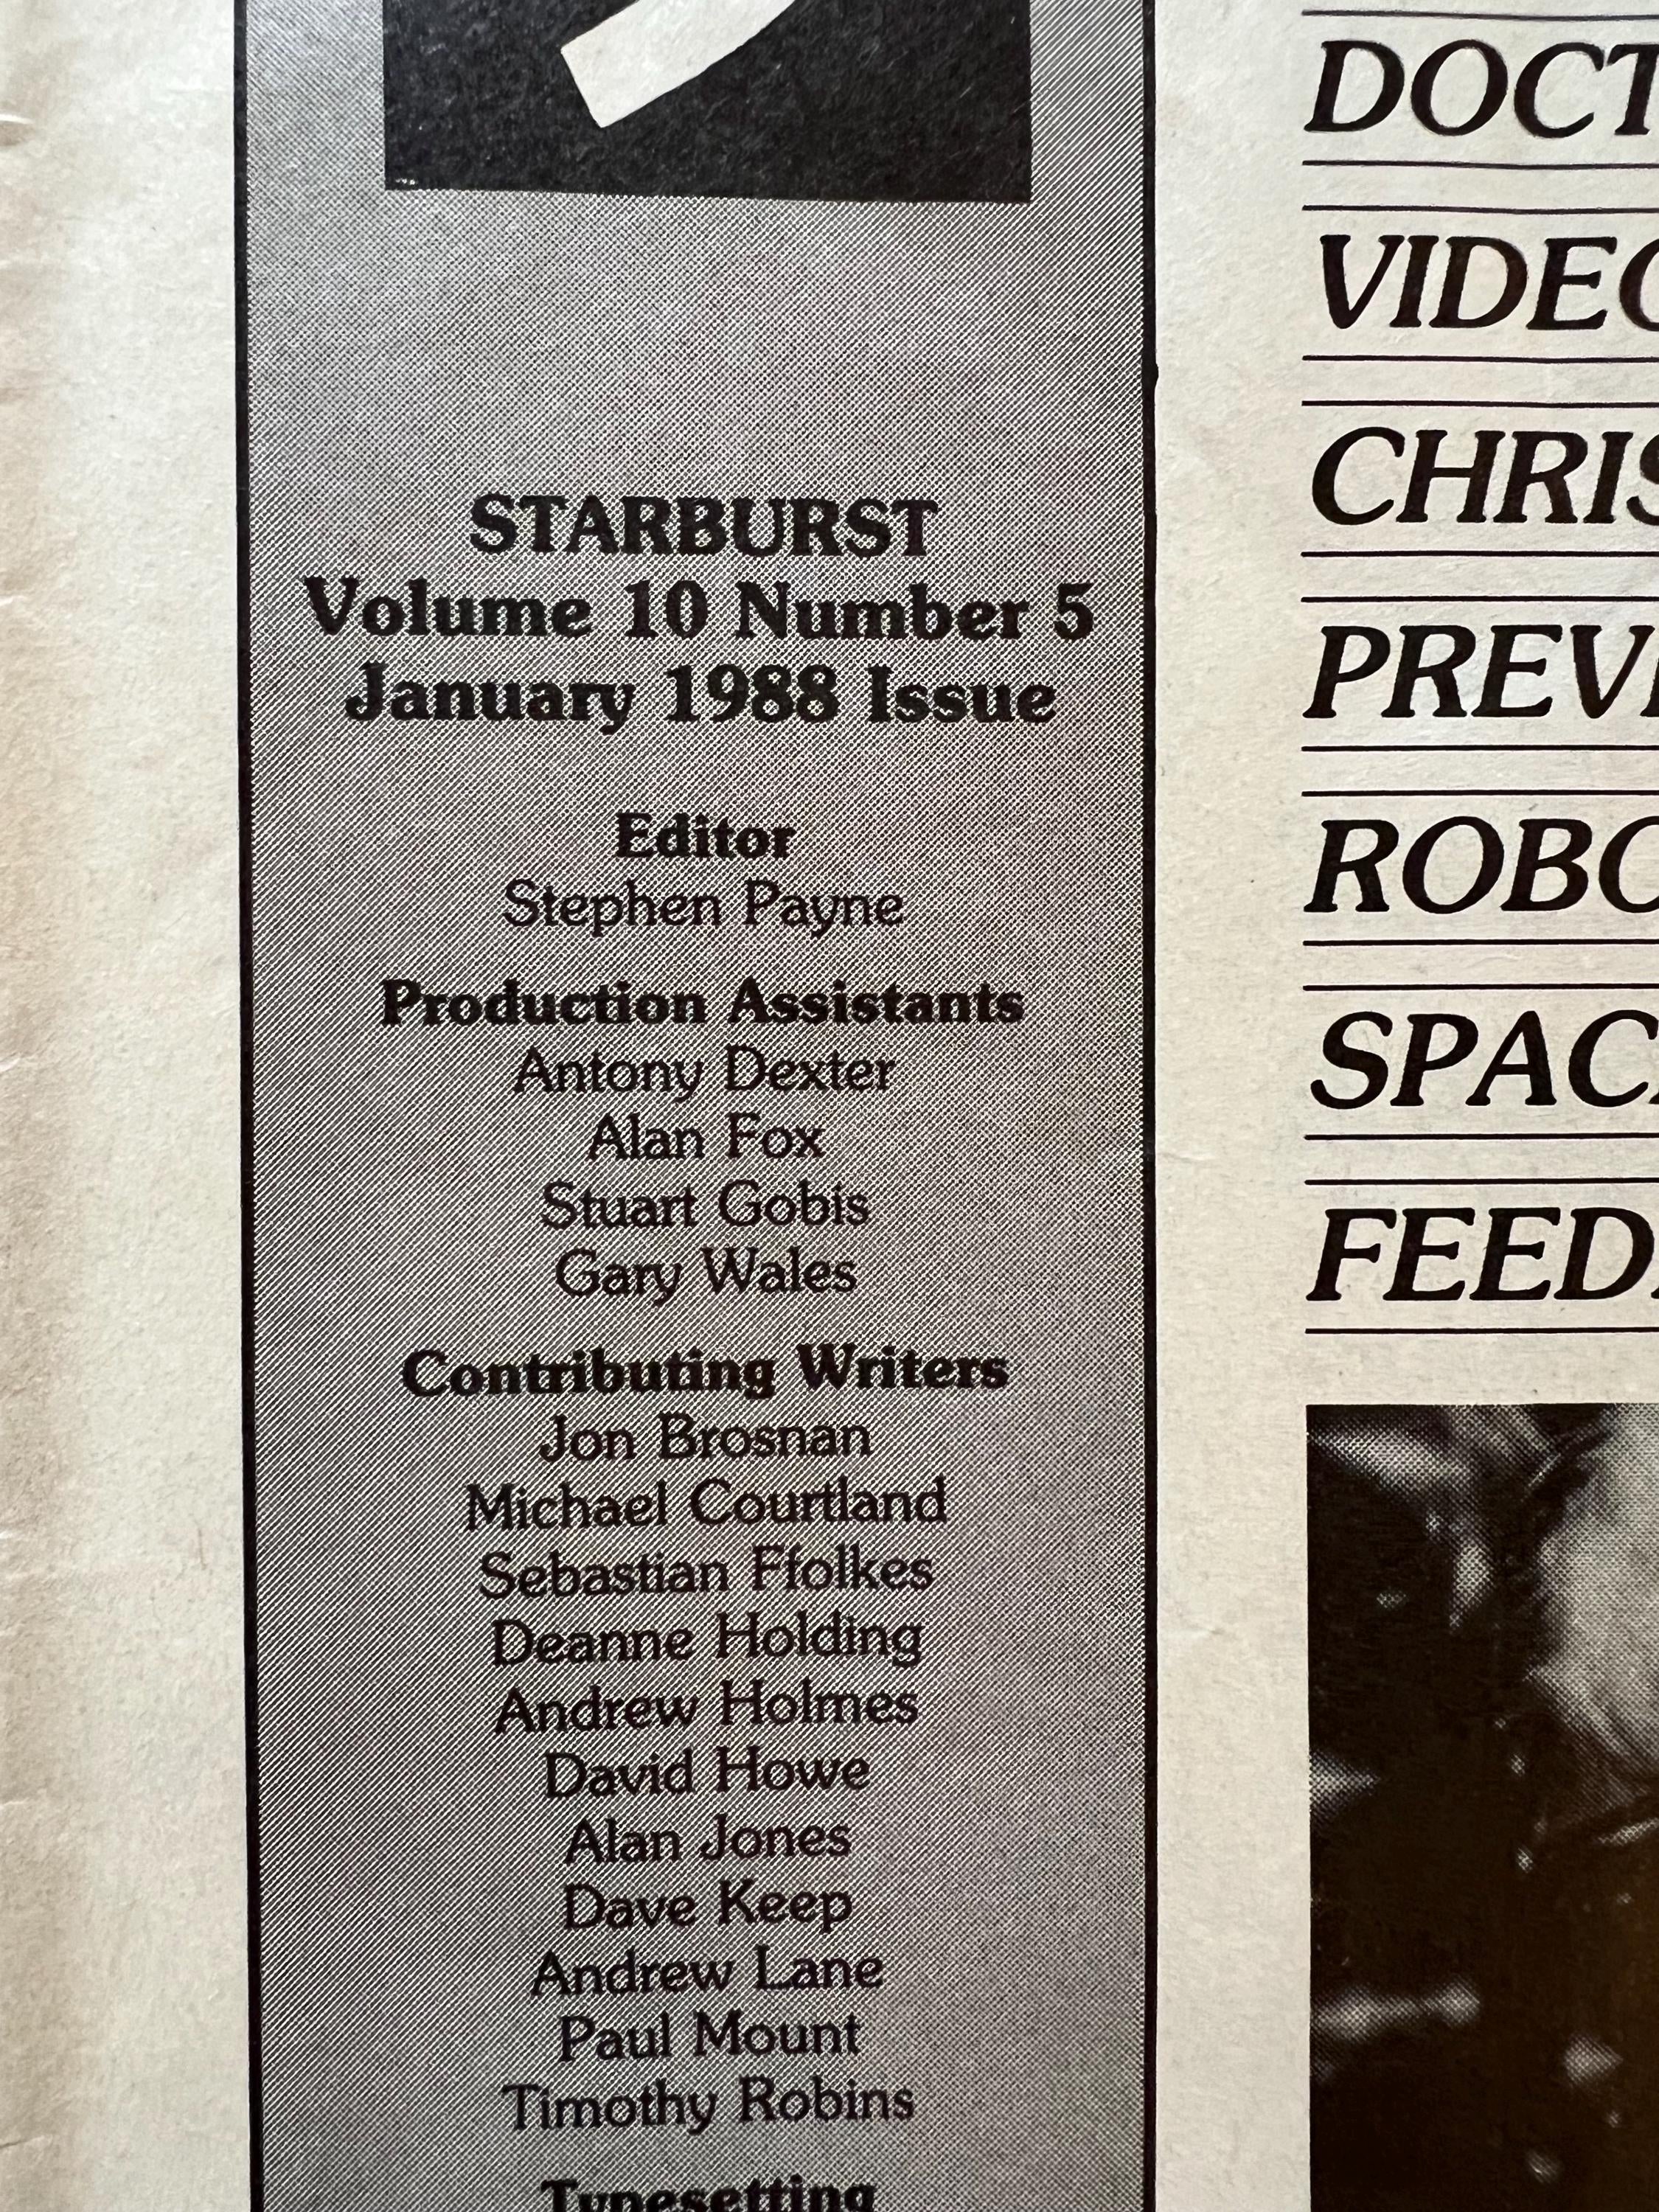 STARBURST
Volume 10 Number 5
January 1988 Issue
Editor
Stephen Payne
Production Assistants
Antony Dexter
Alan Fox
Stuart Gobis
Gary Wales
Contributing Writers
Jon Brosnan
Michael Courtland
Sebastian Ffolkes
Deanne Holding
Andrew Holmes
David Howe
Alan Jones
Dave Keep
Andrew Lane
Paul Mount
Timothy Robins
Typesetting
DOCT
VIDEO
CHRIS
PREV
ROBO
SPAC
FEED